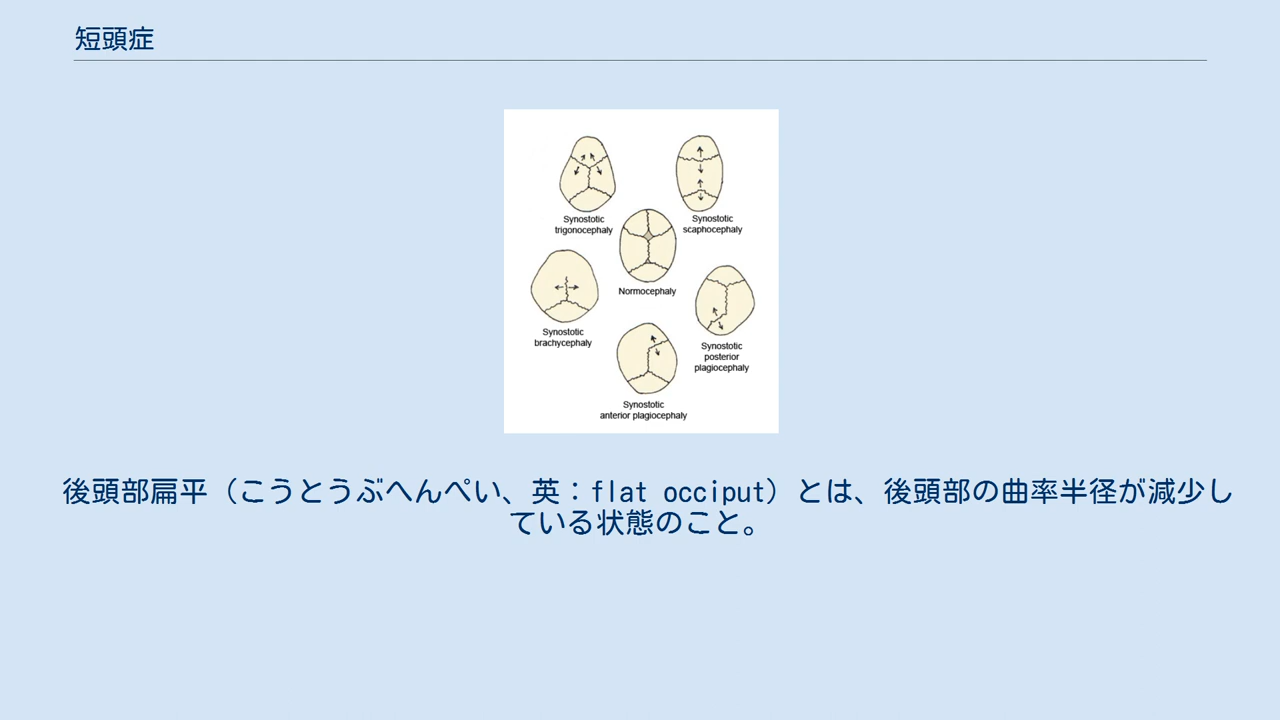 短頭症
Synostotic
trigonocephaly
Synostotic
scaphocephaly
Normocephaly
Synostotic
brachycephaly
Synostotic
posterior
plagiocephaly
Synostotic
anterior plagiocephaly
後頭部扁平（こうとうぶへんぺい、英：flat occiput）とは、後頭部の曲率半径が減少し
ている状態のこと。